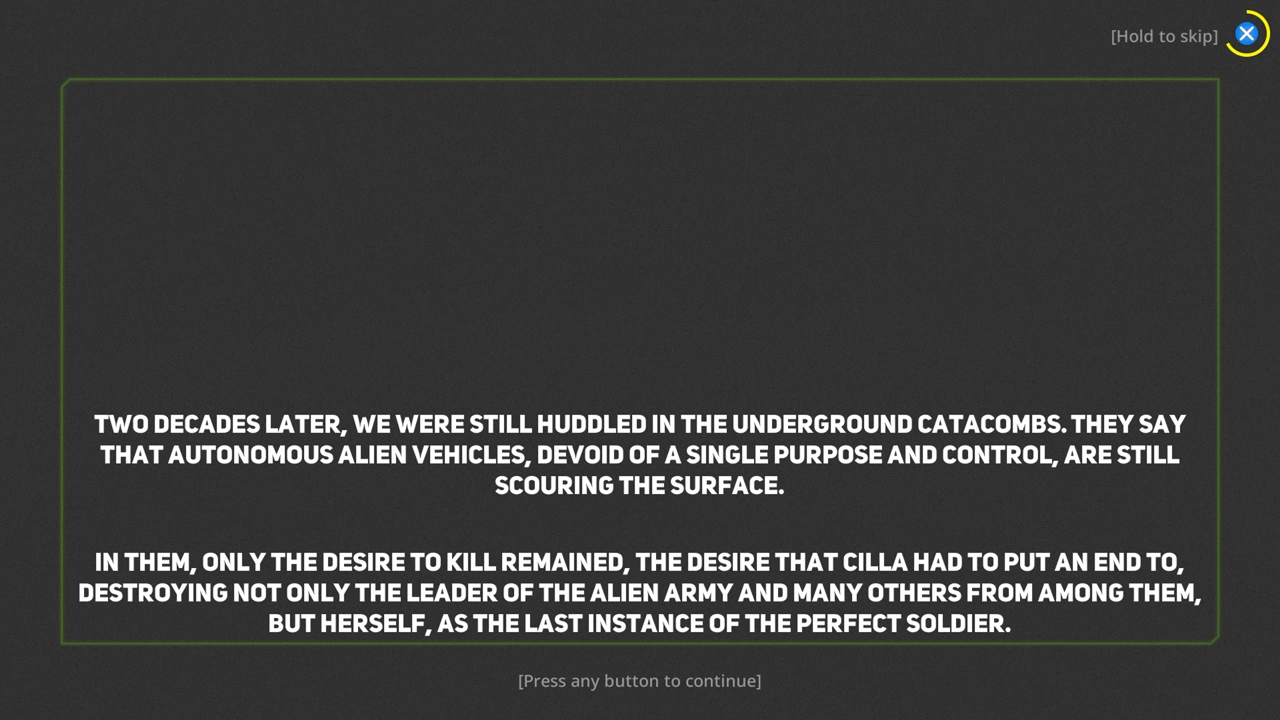 [Hold to skip]
TWO DECADES LATER, WE WERE STILL HUDDLED IN THE UNDERGROUND CATACOMBS. THEY SAY
THAT AUTONOMOUS ALIEN VEHICLES, DEVOID OF A SINGLE PURPOSE AND CONTROL, ARE STILL
SCOURING THE SURFACE.
IN THEM, ONLY THE DESIRE TO KILL REMAINED, THE DESIRE THAT CILLA HAD TO PUT AN END TO,
DESTROYING NOT ONLY THE LEADER OF THE ALIEN ARMY AND MANY OTHERS FROM AMONG THEM,
BUT HERSELF, AS THE LAST INSTANCE OF THE PERFECT SOLDIER.
[Press any button to continue]